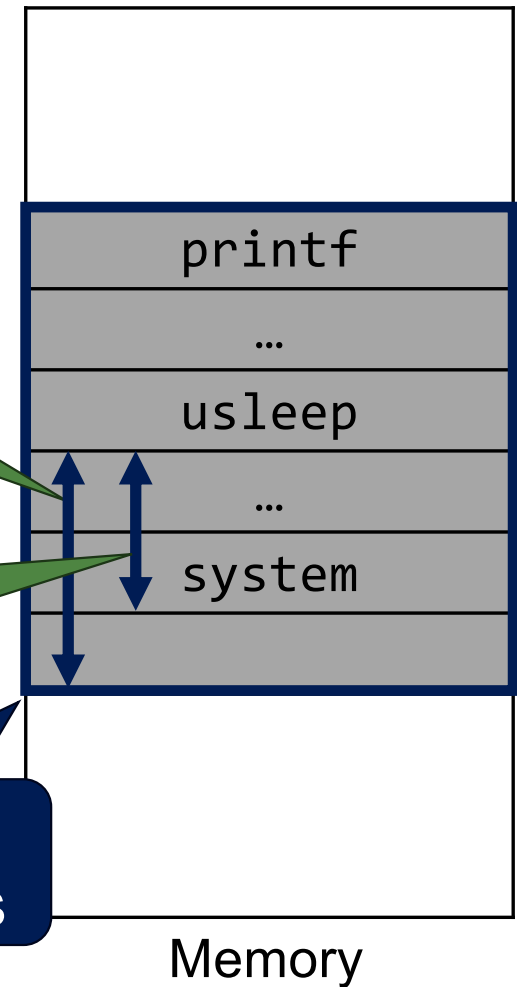 printf
…
usleep
…
system
s
Memory